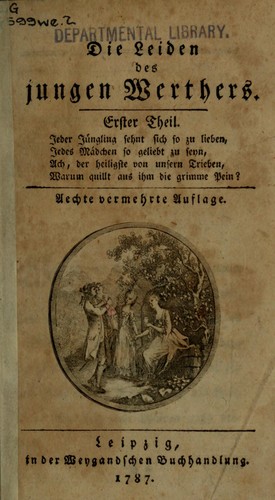 G
599we.2
DEPARTMENTAL LIBRARY.
Die Leiden
des
jungen Werthers.
Erster Theil.
Jeder Jüngling sehnt sich so zu lieben,
Jedes Mädchen so geliebt zu seyn,
Ach, der heiligste von unsern Trieben,
Warum quillt aus ihm die grimme Pein?
Aechte vermehrte Auflage.
Leipzig,
in der Weygandschen Buchhandlung.
1787.